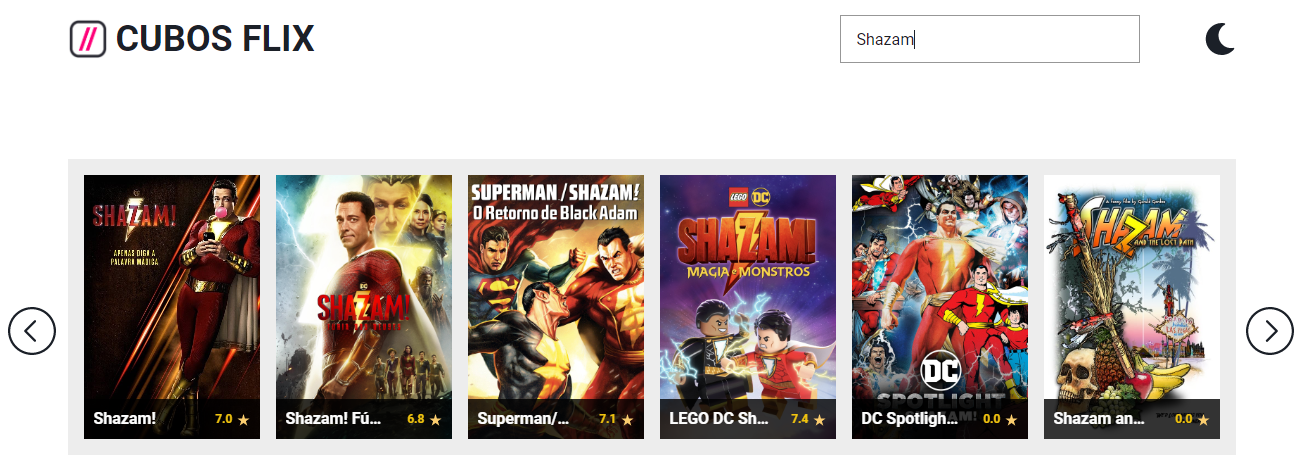 CUBOS FLIX
Shazam
SHAZAM!
APENAS DIGA A
PALAVRA MÁGICA
DC
SHAZAM!
SUPERMAN / SHAZAM!
O Retorno de Black Adam
LEGO DC
SHAZAM!
MAGIA e MONSTROS
DC
SPOTLIGHT
SHAZAM
AND THE LOST PATH
Shazam! 7.0
Shazam! Fú... 6.8
Superman/... 7.1
LEGO DC Sh... 7.4
DC Spotligh... 0.0
Shazam an... 0.0